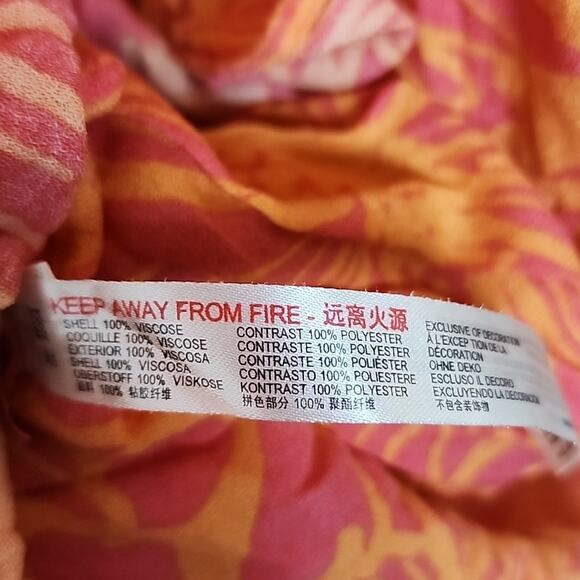 KEEP AWAY FROM FIRE - 远离火源
SHELL 100% VISCOSE
COQUILLE 100% VISCOSE
EXTERIOR 100% VISCOSA
SHELL 100% VISCOSA
OBERSTOFF 100% VISKOSE
面料 100% 粘胶纤维
CONTRAST 100% POLYESTER
CONTRASTE 100% POLYESTER
CONTRASTE 100% POLIÉSTER
CONTRASTO 100% POLIESTERE
KONTRAST 100% POLYESTER
拼色部分 100% 聚酯纤维
EXCLUSIVE OF DECORATION
À L'EXCEPTION DE LA
DÉCORATION
OHNE DEKO
ESCLUSO IL DECORO
EXCLUYENDO LA DECORACIÓN
不包含装饰物